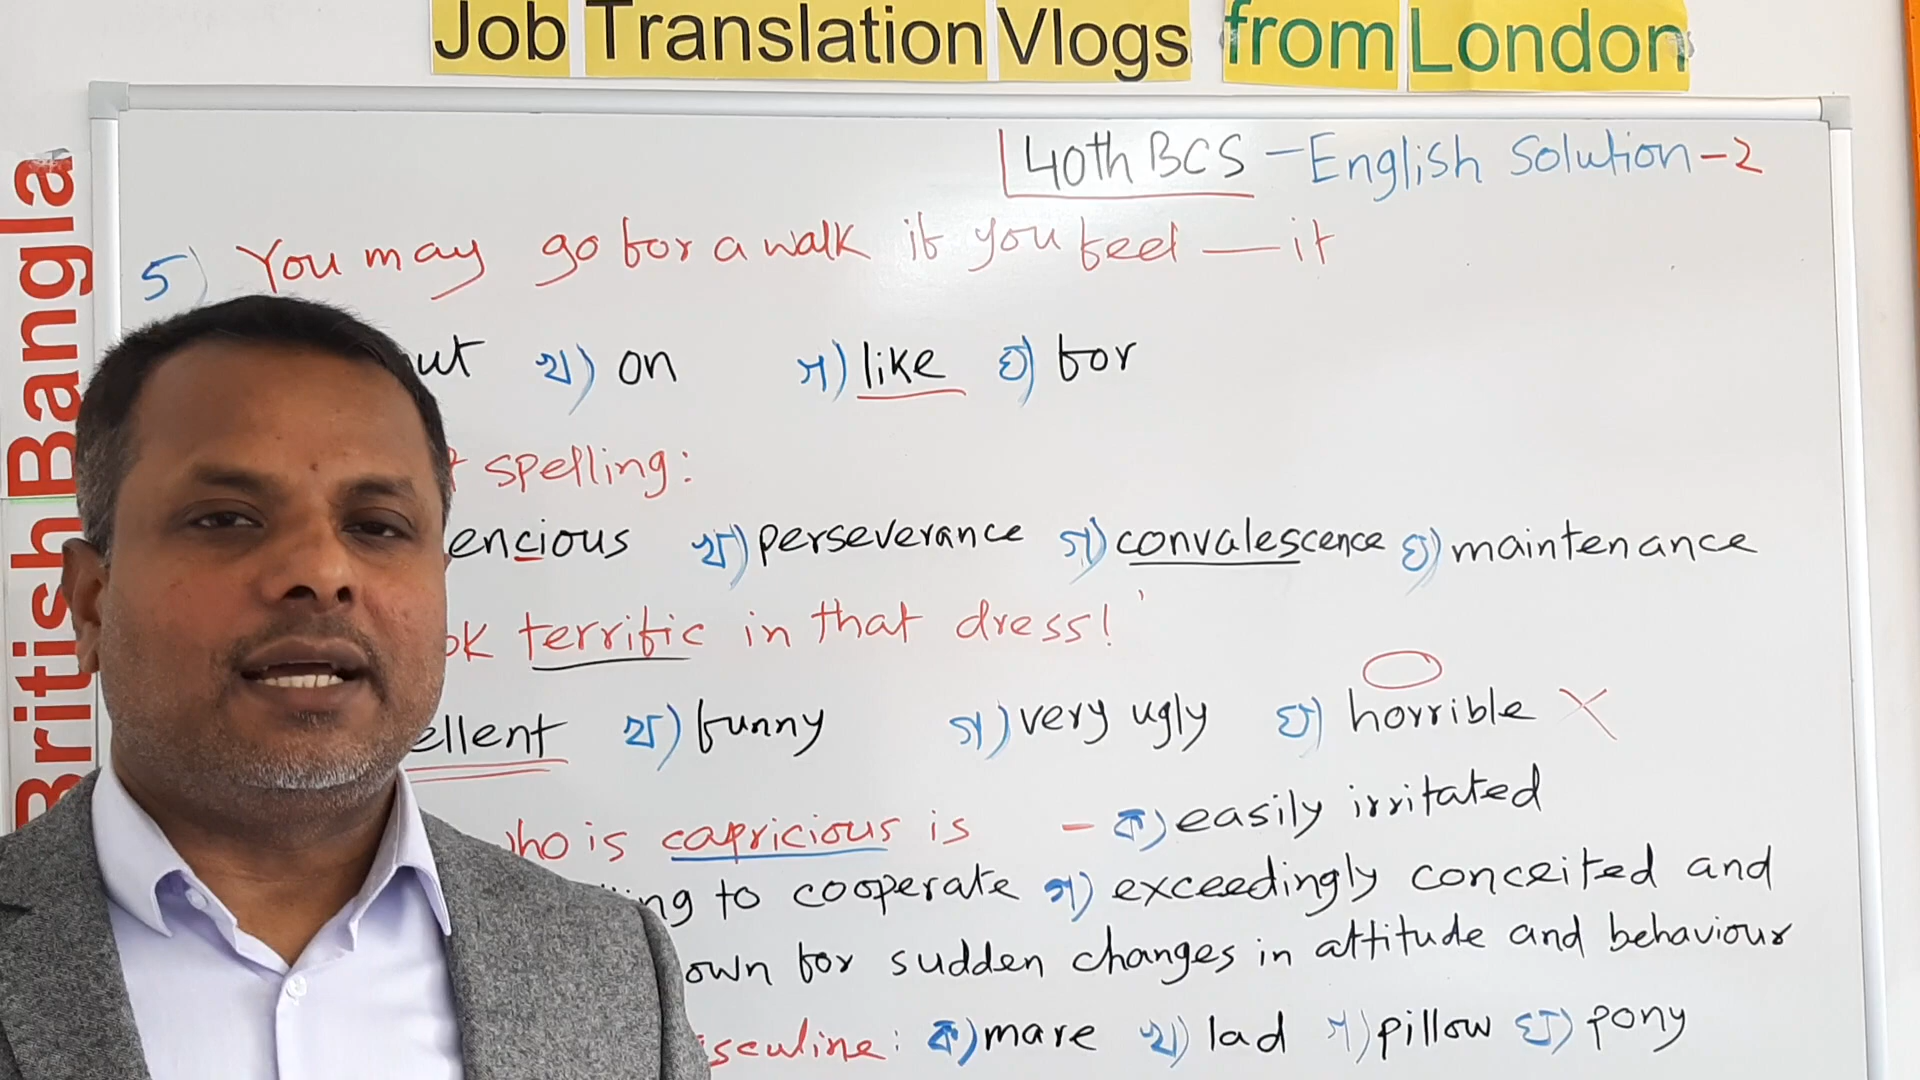 Job Translation Vlogs from London
British Bangla
40th BCS - English Solution - 2
5) You may go for a walk if you feel — it
খ) on গ) like ঘ) for
spelling:
encious খ) perseverance গ) convalescence ঘ) maintenance
ok terrific in that dress!'
ellent খ) funny গ) very ugly ঘ) horrible X
ho is capricious is - ক) easily irritated
ing to cooperate গ) exceedingly conceited and
own for sudden changes in attitude and behaviour
sculine: ক) mare খ) lad গ) pillow ঘ) pony